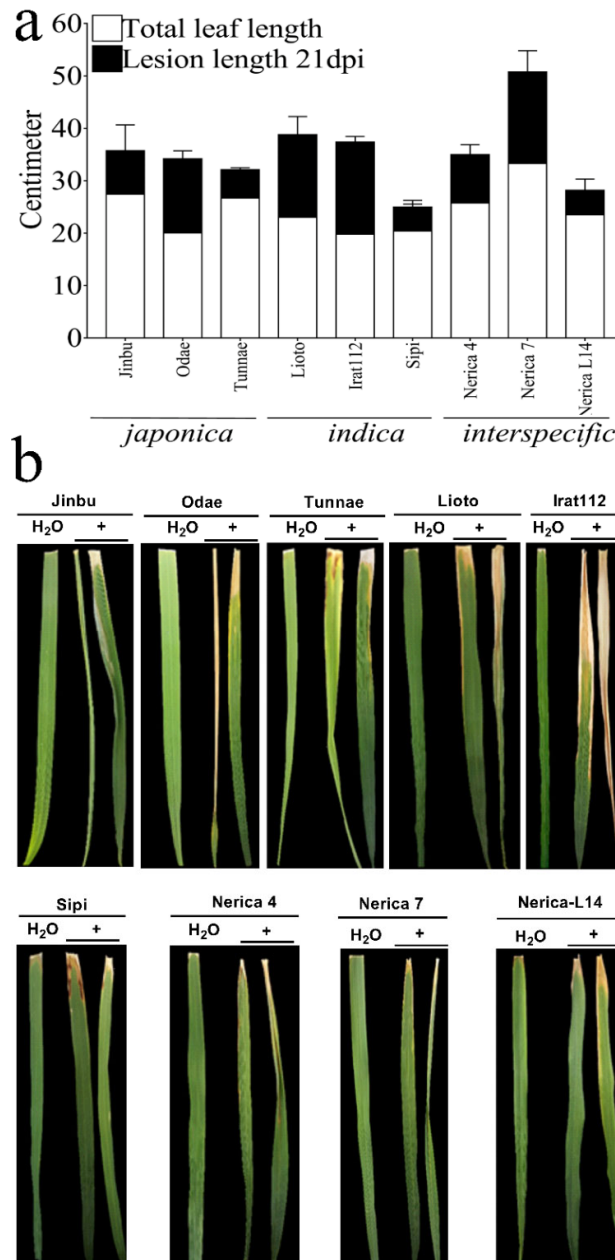 a
60
50
40
30
20
10
0
Centimeter
Total leaf length
Lesion length 21dpi
Jinbu
Odae
Tunnae
Lioto
Irat112
Sipi
Nerica 4
Nerica 7
Nerica L14
japonica indica interspecific
b
Jinbu Odae Tunnae Lioto Irat112
H₂O + H₂O + H₂O + H₂O + H₂O +
Sipi Nerica 4 Nerica 7 Nerica-L14
H₂O + H₂O + H₂O + H₂O +